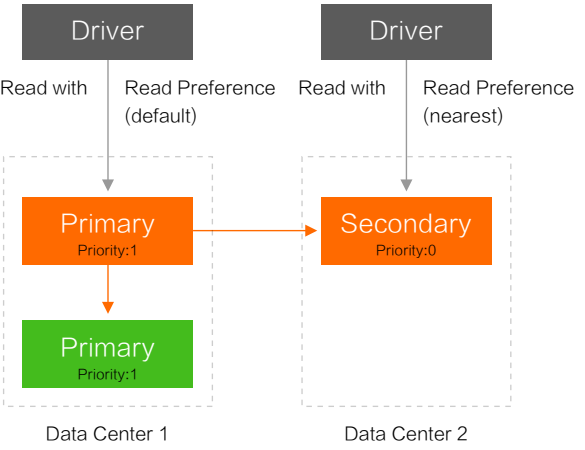 Driver
Driver
Read with
Read Preference
(default)
Read with
Read Preference
(nearest)
Primary
Priority:1
Secondary
Priority:0
Primary
Priority:1
Data Center 1
Data Center 2